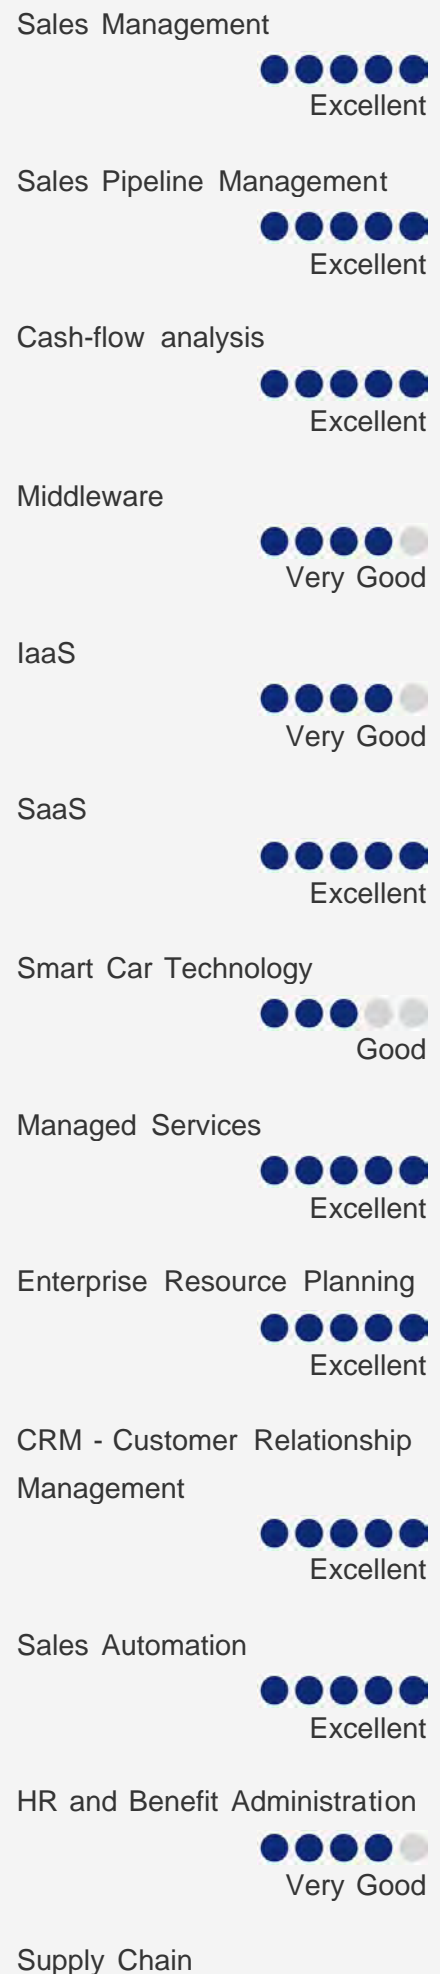 Sales Management
Excellent
Sales Pipeline Management
Excellent
Cash-flow analysis
Excellent
Middleware
Very Good
IaaS
Very Good
SaaS
Excellent
Smart Car Technology
Good
Managed Services
Excellent
Enterprise Resource Planning
Excellent
CRM - Customer Relationship
Management
Excellent
Sales Automation
Excellent
HR and Benefit Administration
Very Good
Supply Chain